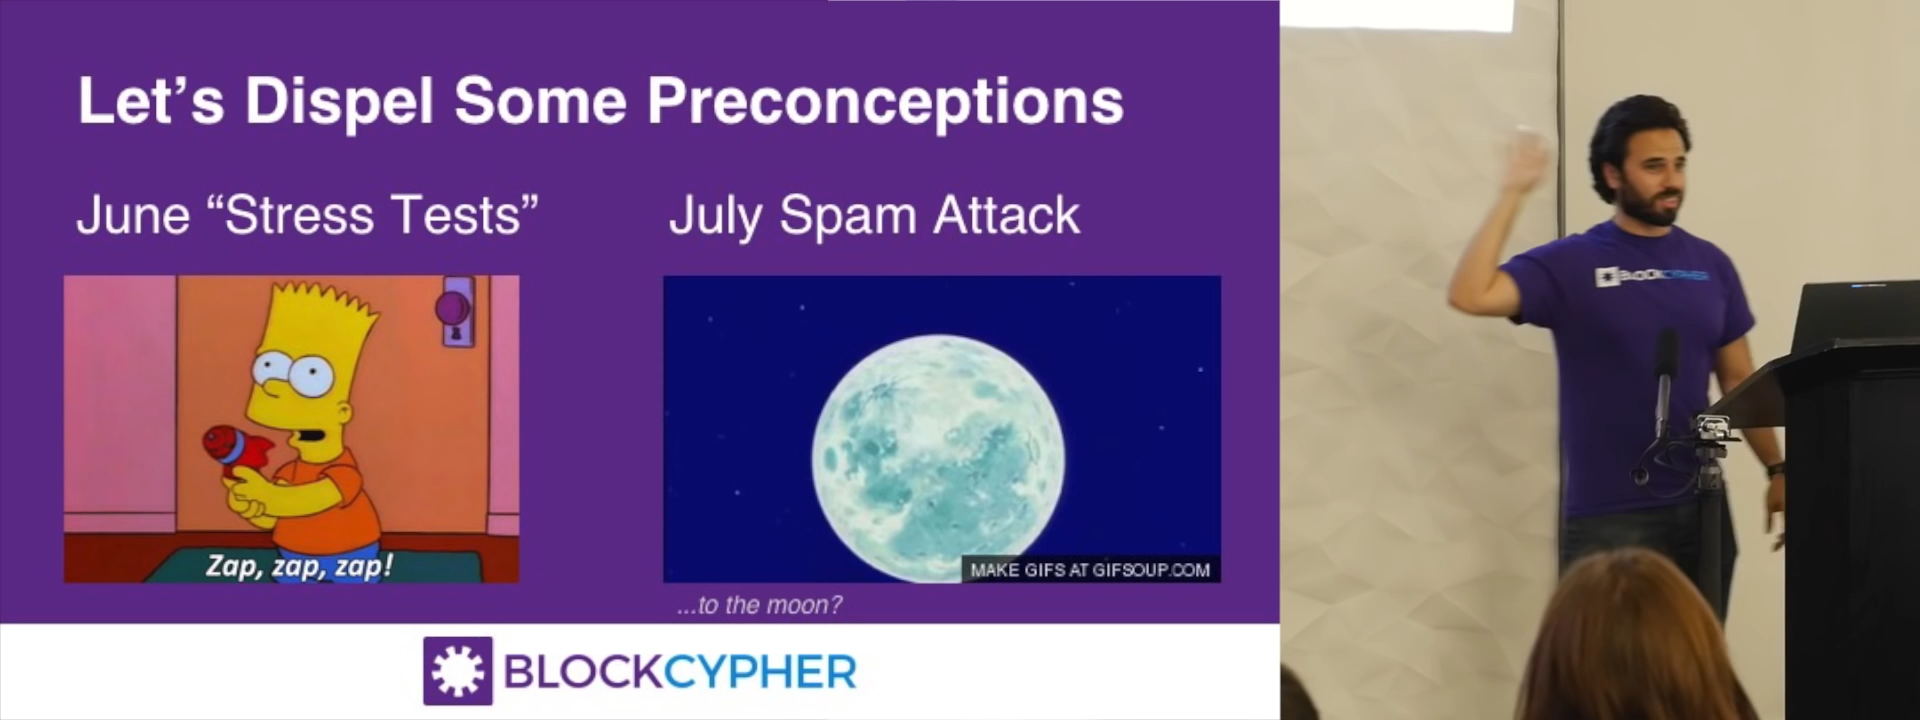 Let’s Dispel Some Preconceptions
June “Stress Tests”
July Spam Attack
Zap, zap, zap!
MAKE GIFS AT GIFSOUP.COM
...to the moon?
BLOCKCYPHER
BLOCKCYPHER